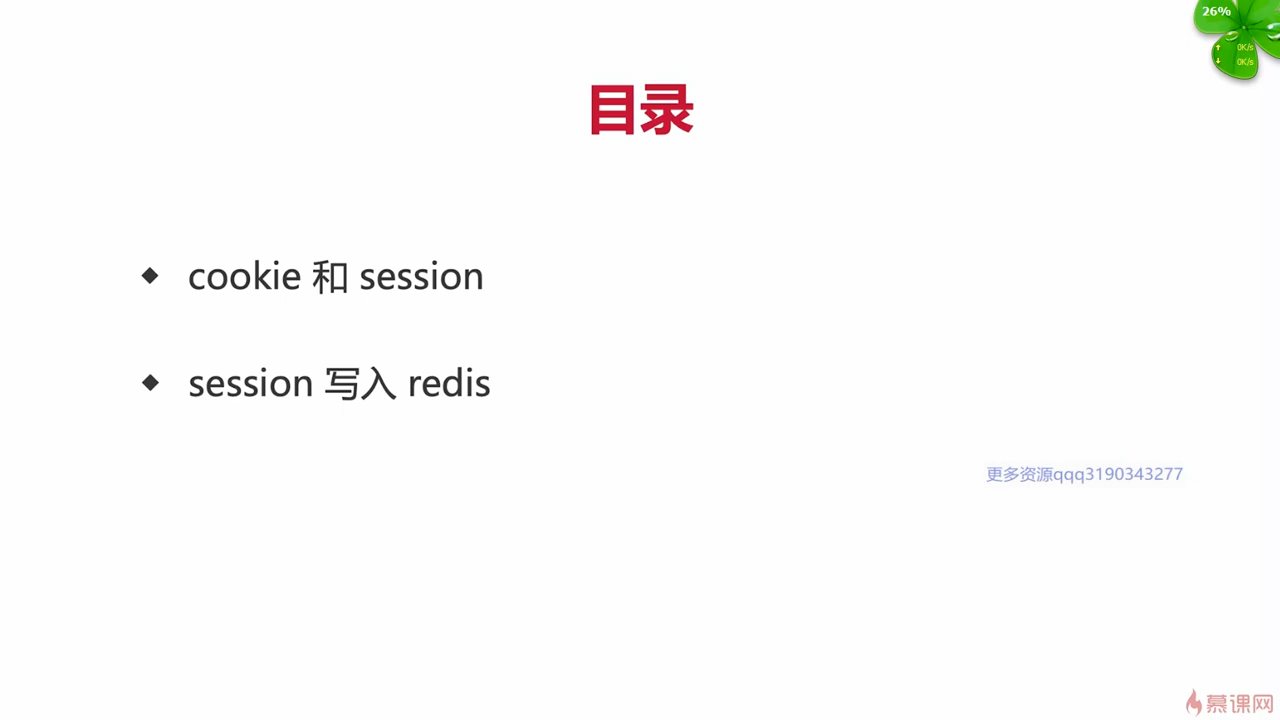 26%
0K/s
0K/s
目录
cookie 和 session
session 写入 redis
更多资源qqq3190343277
慕课网